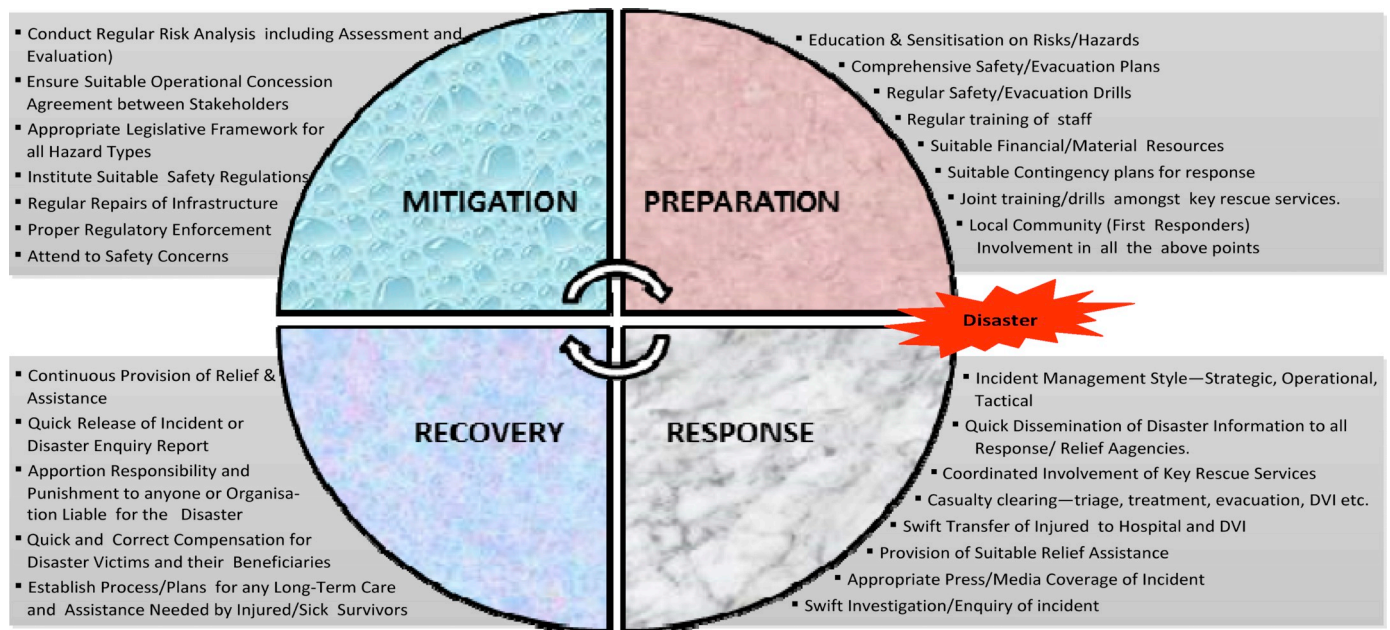 ▪ Conduct Regular Risk Analysis including Assessment and
Evaluation)
▪ Ensure Suitable Operational Concession
Agreement between Stakeholders
▪ Appropriate Legislative Framework for
all Hazard Types
▪ Institute Suitable Safety Regulations
▪ Regular Repairs of Infrastructure
▪ Proper Regulatory Enforcement
▪ Attend to Safety Concerns
MITIGATION
PREPARATION
▪ Education & Sensitisation on Risks/Hazards
▪ Comprehensive Safety/Evacuation Plans
▪ Regular Safety/Evacuation Drills
▪ Regular training of staff
▪ Suitable Financial/Material Resources
▪ Suitable Contingency plans for response
▪ Joint training/drills amongst key rescue services.
▪ Local Community (First Responders)
Involvement in all the above points
Disaster
▪ Continuous Provision of Relief &
Assistance
▪ Quick Release of Incident or
Disaster Enquiry Report
▪ Apportion Responsibility and
Punishment to anyone or Organisa-
tion Liable for the Disaster
▪ Quick and Correct Compensation for
Disaster Victims and their Beneficiaries
▪ Establish Process/Plans for any Long-Term Care
and Assistance Needed by Injured/Sick Survivors
RECOVERY
RESPONSE
▪ Incident Management Style—Strategic, Operational,
Tactical
▪ Quick Dissemination of Disaster Information to all
Response/ Relief Aagencies.
▪ Coordinated Involvement of Key Rescue Services
▪ Casualty clearing—triage, treatment, evacuation, DVI etc.
▪ Swift Transfer of Injured to Hospital and DVI
▪ Provision of Suitable Relief Assistance
▪ Appropriate Press/Media Coverage of Incident
▪ Swift Investigation/Enquiry of incident